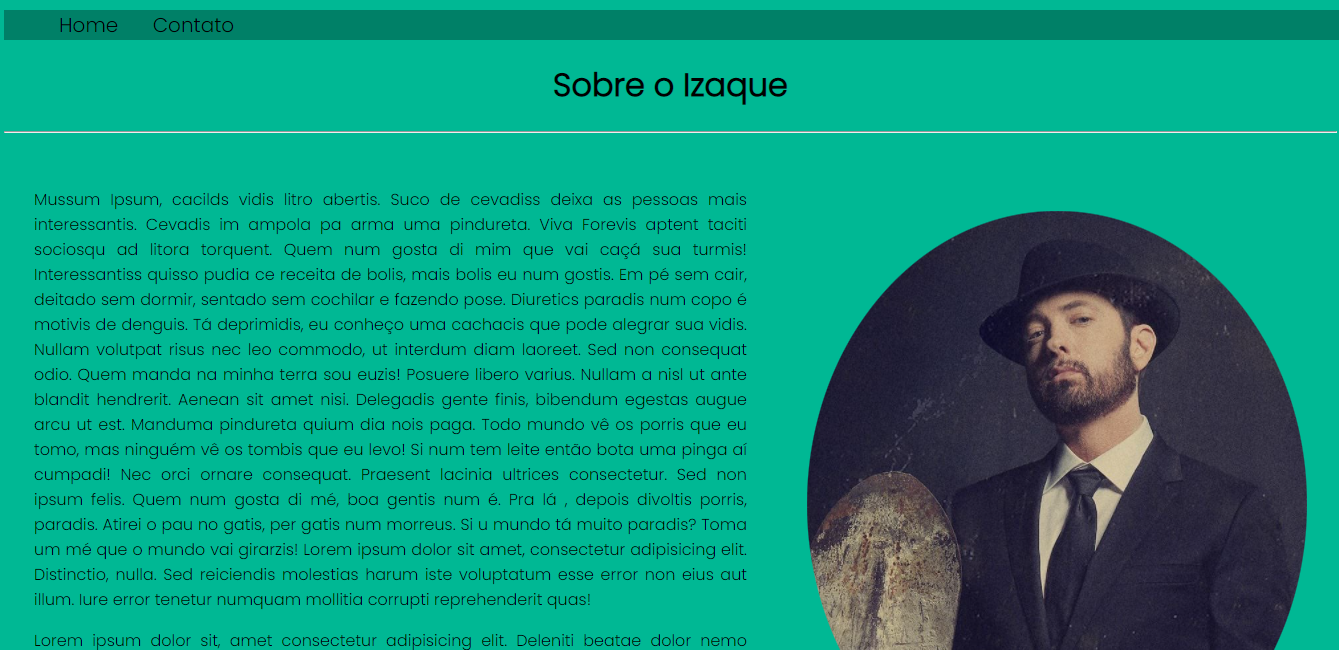 Home Contato
Sobre o Izaque
Mussum Ipsum, cacilds vidis litro abertis. Suco de cevadiss deixa as pessoas mais
interessantis. Cevadis im ampola pa arma uma pindureta. Viva Forevis aptent taciti
sociosqu ad litora torquent. Quem num gosta di mim que vai caçá sua turmis!
Interessantiss quisso pudia ce receita de bolis, mais bolis eu num gostis. Em pé sem cair,
deitado sem dormir, sentado sem cochilar e fazendo pose. Diuretics paradis num copo é
motivis de denguis. Tá deprimidis, eu conheço uma cachacis que pode alegrar sua vidis.
Nullam volutpat risus nec leo commodo, ut interdum diam laoreet. Sed non consequat
odio. Quem manda na minha terra sou euzis! Posuere libero varius. Nullam a nisl ut ante
blandit hendrerit. Aenean sit amet nisi. Delegadis gente finis, bibendum egestas augue
arcu ut est. Manduma pindureta quium dia nois paga. Todo mundo vê os porris que eu
tomo, mas ninguém vê os tombis que eu levo! Si num tem leite então bota uma pinga aí
cumpadi! Nec orci ornare consequat. Praesent lacinia ultrices consectetur. Sed non
ipsum felis. Quem num gosta di mé, boa gentis num é. Pra lá , depois divoltis porris,
paradis. Atirei o pau no gatis, per gatis num morreus. Si u mundo tá muito paradis? Toma
um mé que o mundo vai girarzis! Lorem ipsum dolor sit amet, consectetur adipisicing elit.
Distinctio, nulla. Sed reiciendis molestias harum iste voluptatum esse error non eius aut
illum. Iure error tenetur numquam mollitia corrupti reprehenderit quas!
Lorem ipsum dolor sit, amet consectetur adipisicing elit. Deleniti beatae dolor nemo